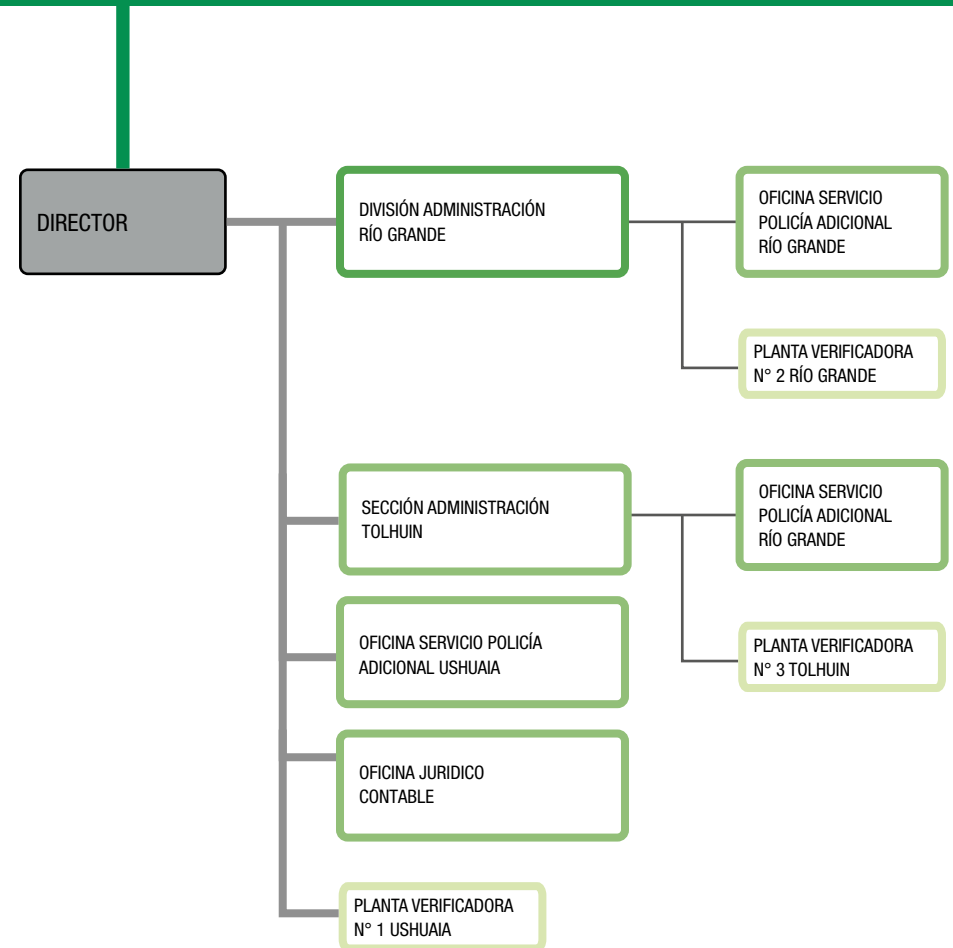 DIRECTOR
DIVISIÓN ADMINISTRACIÓN
RÍO GRANDE
OFICINA SERVICIO
POLICÍA ADICIONAL
RÍO GRANDE
PLANTA VERIFICADORA
N° 2 RÍO GRANDE
SECCIÓN ADMINISTRACIÓN
TOLHUIN
OFICINA SERVICIO
POLICÍA ADICIONAL
RÍO GRANDE
PLANTA VERIFICADORA
N° 3 TOLHUIN
OFICINA SERVICIO POLICÍA
ADICIONAL USHUAIA
OFICINA JURIDICO
CONTABLE
PLANTA VERIFICADORA
N° 1 USHUAIA